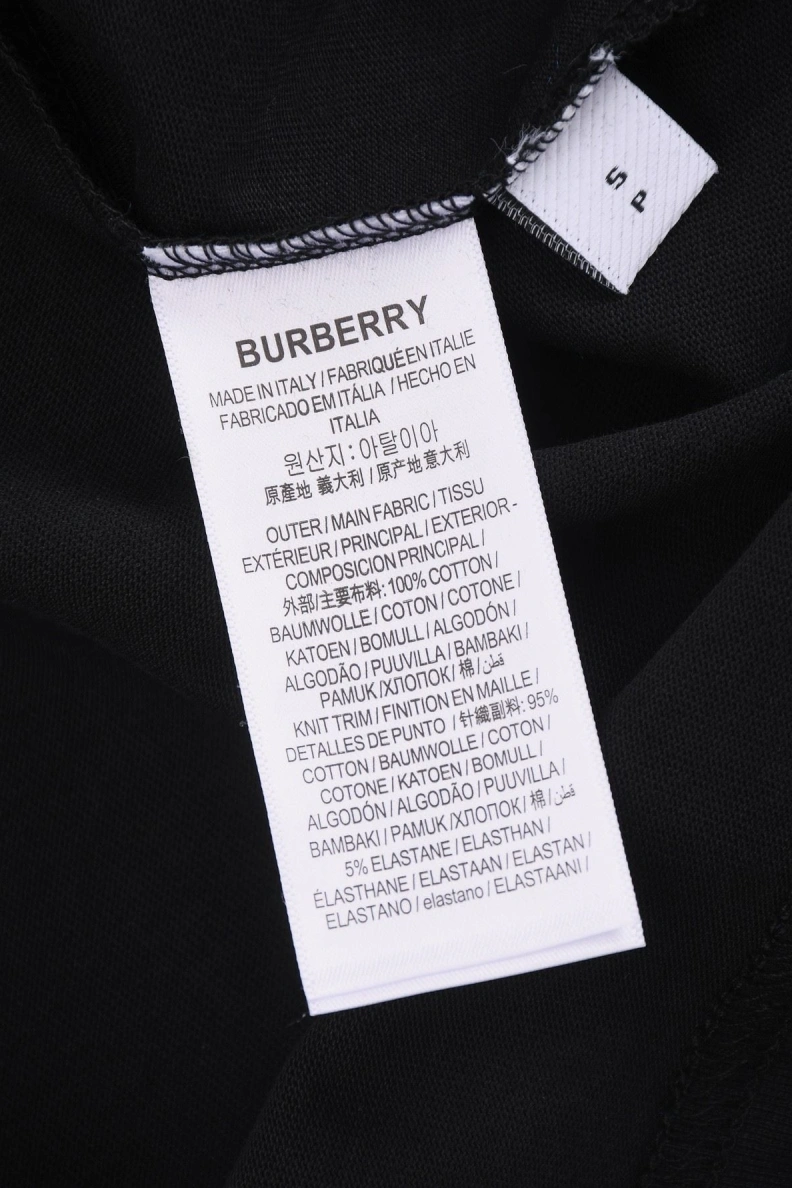 BURBERRY
MADE IN ITALY / FABRIQUÉ EN ITALIE
FABRICADO EM ITÁLIA / HECHO EN
ITALIA
원산지 : 아탈이아
原產地 義大利 / 原产地 意大利
OUTER / MAIN FABRIC / TISSU
EXTÉRIEUR / PRINCIPAL / EXTERIOR -
COMPOSICION PRINCIPAL /
外部/主要布料: 100% COTTON /
BAUMWOLLE / COTON / COTONE /
KATOEN / BOMULL / ALGODÓN /
ALGODÃO / PUUVILLA / BAMBAKI /
PAMUK /ХЛОПОК/ 棉 / قطن
KNIT TRIM / FINITION EN MAILLE /
DETALLES DE PUNTO / 针織副料: 95%
COTTON / BAUMWOLLE / COTON /
COTONE / KATOEN / BOMULL /
ALGODÓN / ALGODÃO / PUUVILLA /
BAMBAKI / PAMUK /ХЛОПОК / 棉 / قطن
5% ELASTANE / ELASTHAN /
ÉLASTHANE / ELASTAAN / ELASTAN /
ELASTANO / elastano / ELASTAANI /
S
P